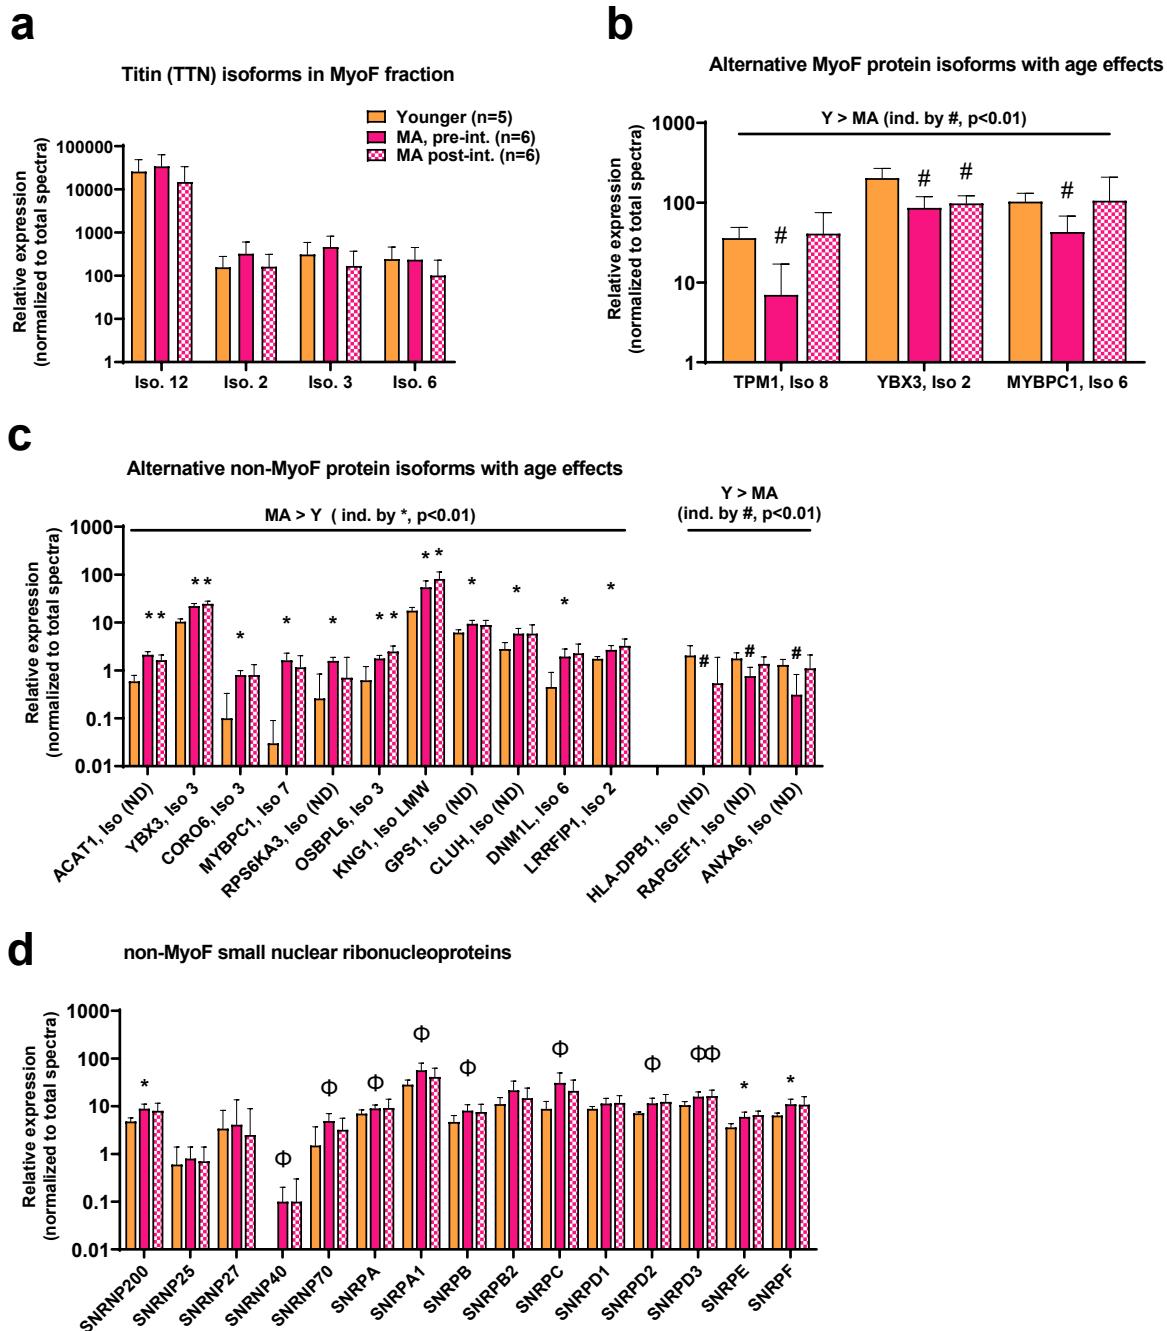 a
Titin (TTN) isoforms in MyoF fraction
Younger (n=5)
MA, pre-int. (n=6)
MA post-int. (n=6)
Relative expression
(normalized to total spectra)
100000
10000
1000
100
10
1
Iso. 12
Iso. 2
Iso. 3
Iso. 6
b
Alternative MyoF protein isoforms with age effects
Y > MA (ind. by #, p<0.01)
Relative expression
(normalized to total spectra)
1000
100
10
1
#
#
#
#
TPM1, Iso 8
YBX3, Iso 2
MYBPC1, Iso 6
c
Alternative non-MyoF protein isoforms with age effects
MA > Y ( ind. by *, p<0.01)
Y > MA
(ind. by #, p<0.01)
Relative expression
(normalized to total spectra)
1000
100
10
1
0.1
0.01
* *
* *
*
*
*
* *
* *
*
*
*
*
#
#
#
ACAT1, Iso (ND)
YBX3, Iso 3
CORO6, Iso 3
MYBPC1, Iso 7
RPS6KA3, Iso (ND)
OSBPL6, Iso 3
KNG1, Iso LMW
GPS1, Iso (ND)
CLUH, Iso (ND)
DNM1L, Iso 6
LRRFIP1, Iso 2
HLA-DPB1, Iso (ND)
RAPGEF1, Iso (ND)
ANXA6, Iso (ND)
d
non-MyoF small nuclear ribonucleoproteins
Relative expression
(normalized to total spectra)
1000
100
10
1
0.1
0.01
*
Φ
Φ
Φ
Φ
Φ
Φ
Φ
ΦΦ
*
*
SNRNP200
SNRNP25
SNRNP27
SNRNP40
SNRNP70
SNRPA
SNRPA1
SNRPB
SNRPB2
SNRPC
SNRPD1
SNRPD2
SNRPD3
SNRPE
SNRPF